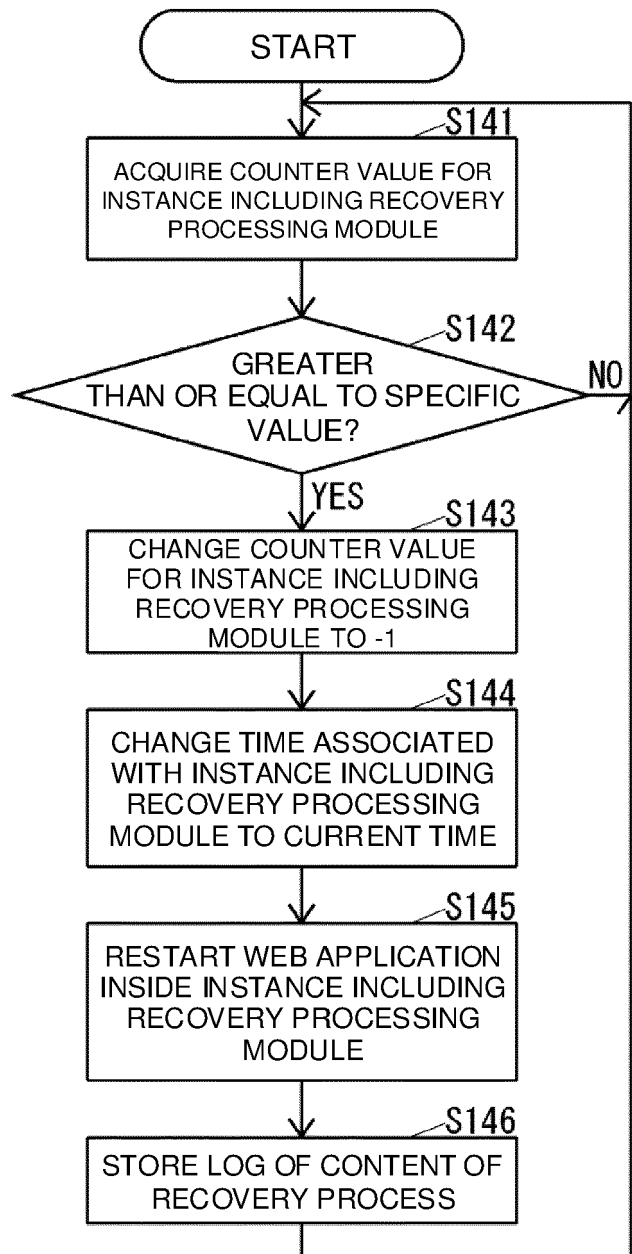 START
S141
ACQUIRE COUNTER VALUE FOR
INSTANCE INCLUDING RECOVERY
PROCESSING MODULE
S142
GREATER
THAN OR EQUAL TO SPECIFIC
VALUE?
NO
YES
S143
CHANGE COUNTER VALUE
FOR INSTANCE INCLUDING
RECOVERY PROCESSING
MODULE TO -1
S144
CHANGE TIME ASSOCIATED
WITH INSTANCE INCLUDING
RECOVERY PROCESSING
MODULE TO CURRENT TIME
S145
RESTART WEB APPLICATION
INSIDE INSTANCE INCLUDING
RECOVERY PROCESSING
MODULE
S146
STORE LOG OF CONTENT OF
RECOVERY PROCESS